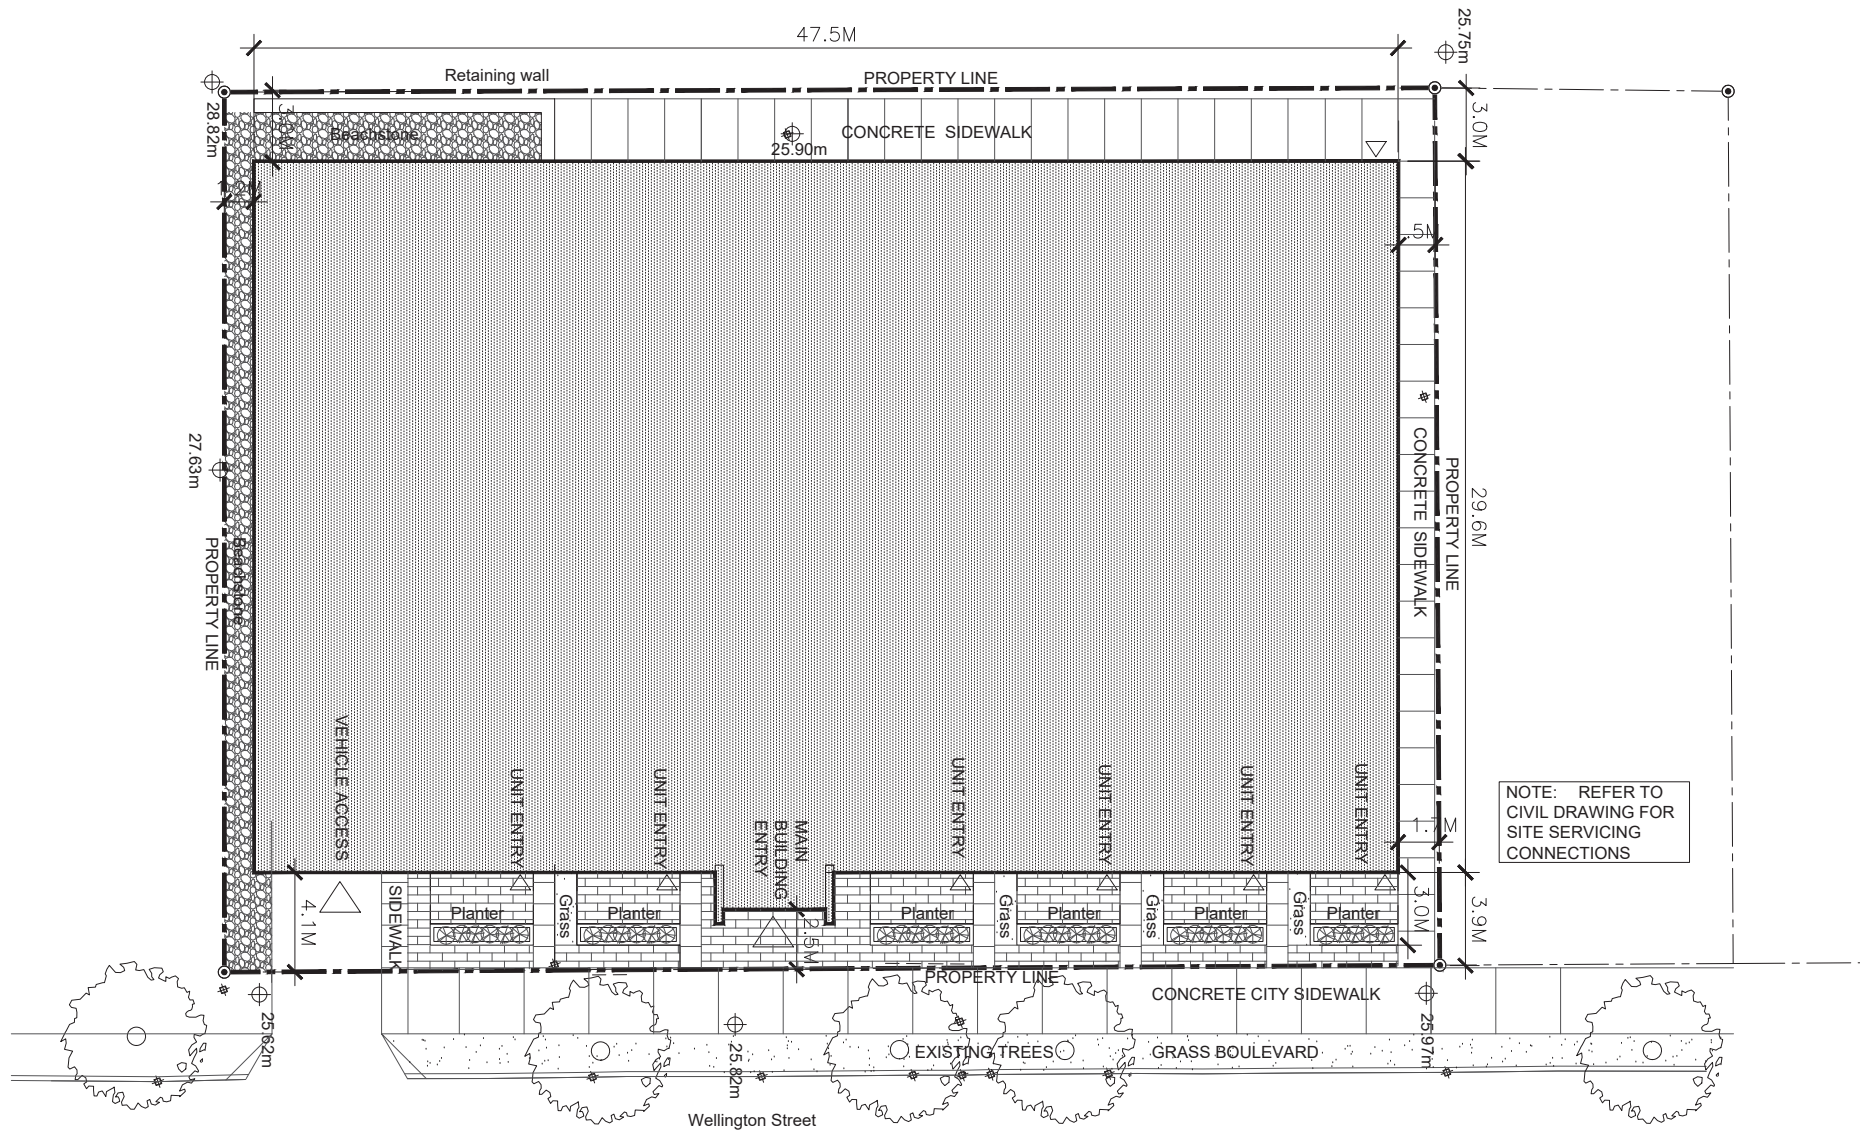 47.5M
25.75m
Retaining wall
PROPERTY LINE
28.82m
3.0M
Beachstone
CONCRETE SIDEWALK
25.90m
3.0M
1.2M
.5M
27.63m
Beachstone
PROPERTY LINE
CONCRETE SIDEWALK
PROPERTY LINE
29.6M
VEHICLE ACCESS
UNIT ENTRY
UNIT ENTRY
MAIN
BUILDING
ENTRY
UNIT ENTRY
UNIT ENTRY
UNIT ENTRY
UNIT ENTRY
1.7M
NOTE: REFER TO
CIVIL DRAWING FOR
SITE SERVICING
CONNECTIONS
4.1M
SIDEWALK
Planter
Grass
Planter
2.5M
Planter
Grass
Planter
Grass
Planter
Grass
Planter
3.0M
3.9M
PROPERTY LINE
CONCRETE CITY SIDEWALK
25.62m
25.82m
EXISTING TREES
GRASS BOULEVARD
25.97m
Wellington Street